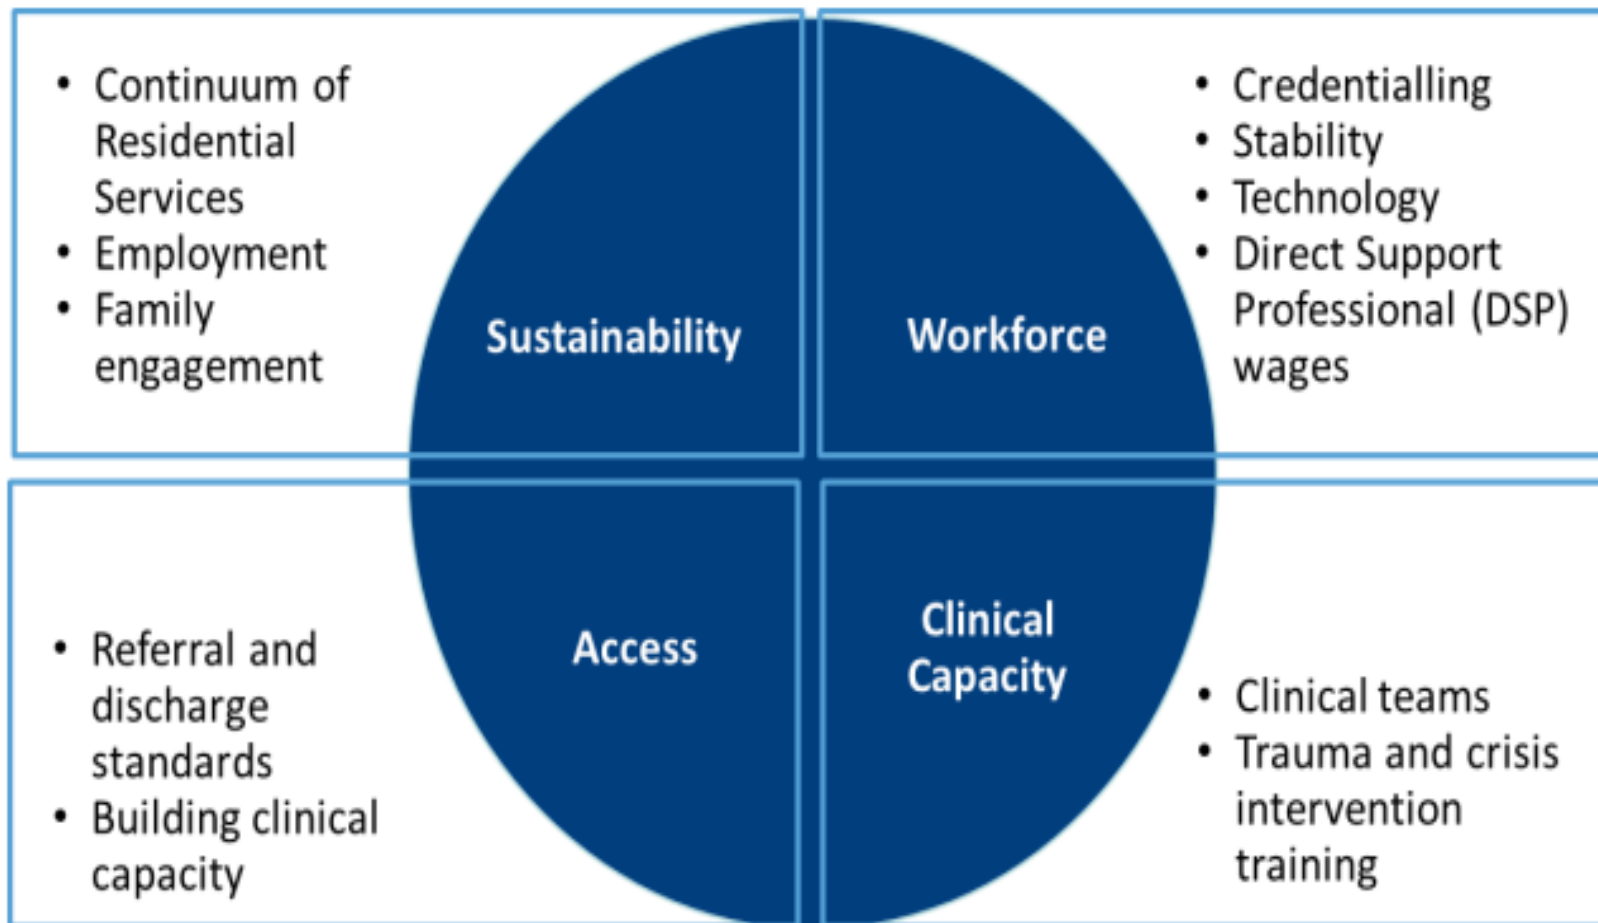 • Continuum of
Residential
Services
• Employment
• Family
engagement
Sustainability
Workforce
• Credentialling
• Stability
• Technology
• Direct Support
Professional (DSP)
wages
• Referral and
discharge
standards
• Building clinical
capacity
Access
Clinical
Capacity
• Clinical teams
• Trauma and crisis
intervention
training